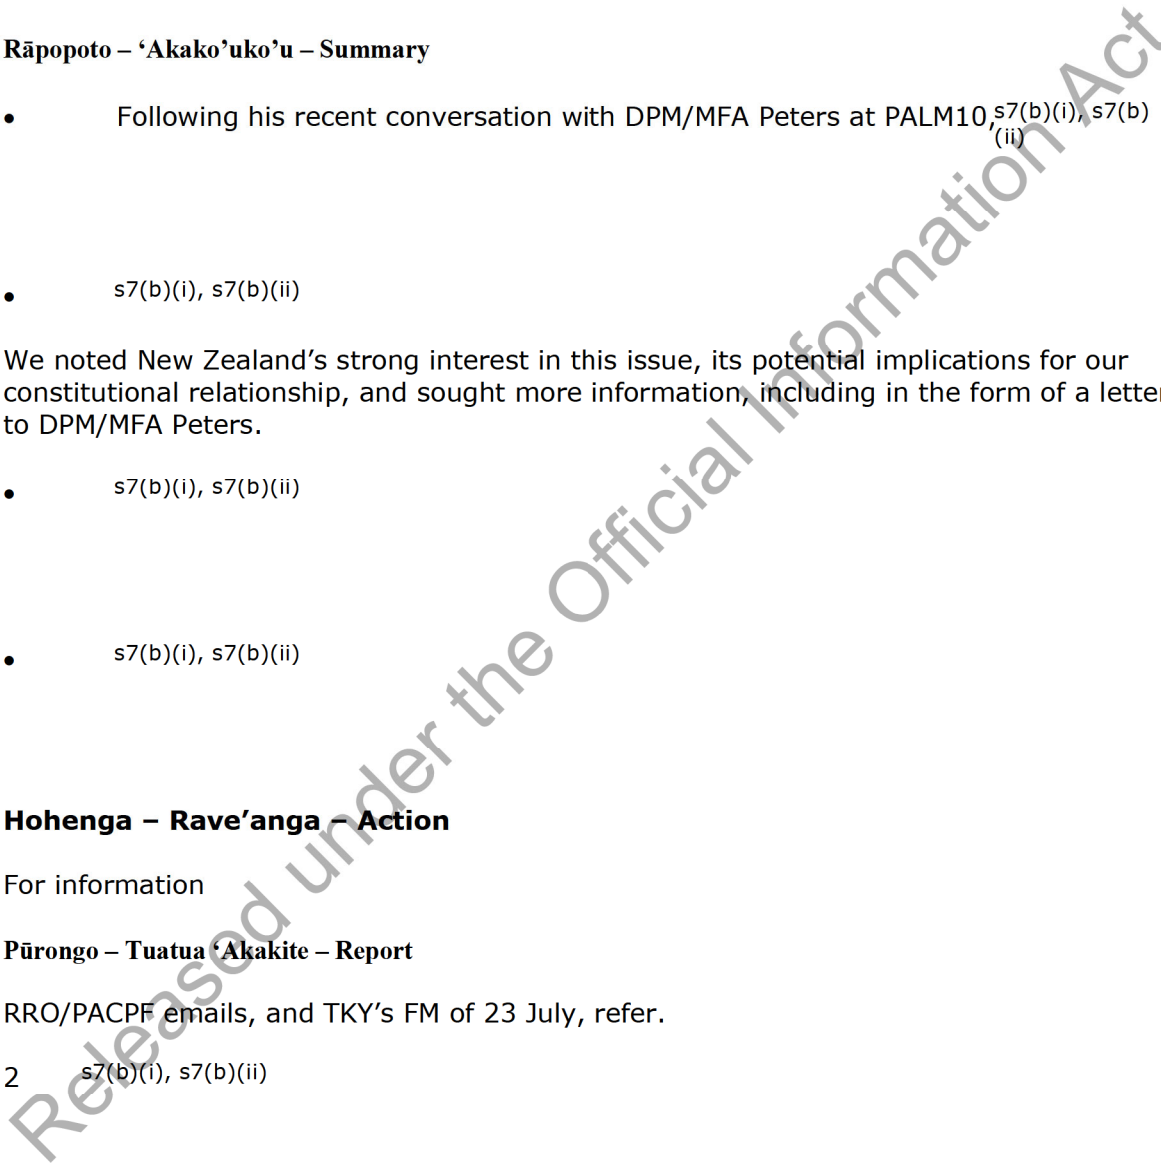 Rāpopoto – ‘Akako’uko’u – Summary
• Following his recent conversation with DPM/MFA Peters at PALM10, s7(b)(i), s7(b)
(ii)
• s7(b)(i), s7(b)(ii)
We noted New Zealand’s strong interest in this issue, its potential implications for our
constitutional relationship, and sought more information, including in the form of a letter
to DPM/MFA Peters.
• s7(b)(i), s7(b)(ii)
• s7(b)(i), s7(b)(ii)
Hohenga – Rave’anga – Action
For information
Pūrongo – Tuatua ‘Akakite – Report
RRO/PACPF emails, and TKY’s FM of 23 July, refer.
2 s7(b)(i), s7(b)(ii)
Released under the Official Information Act